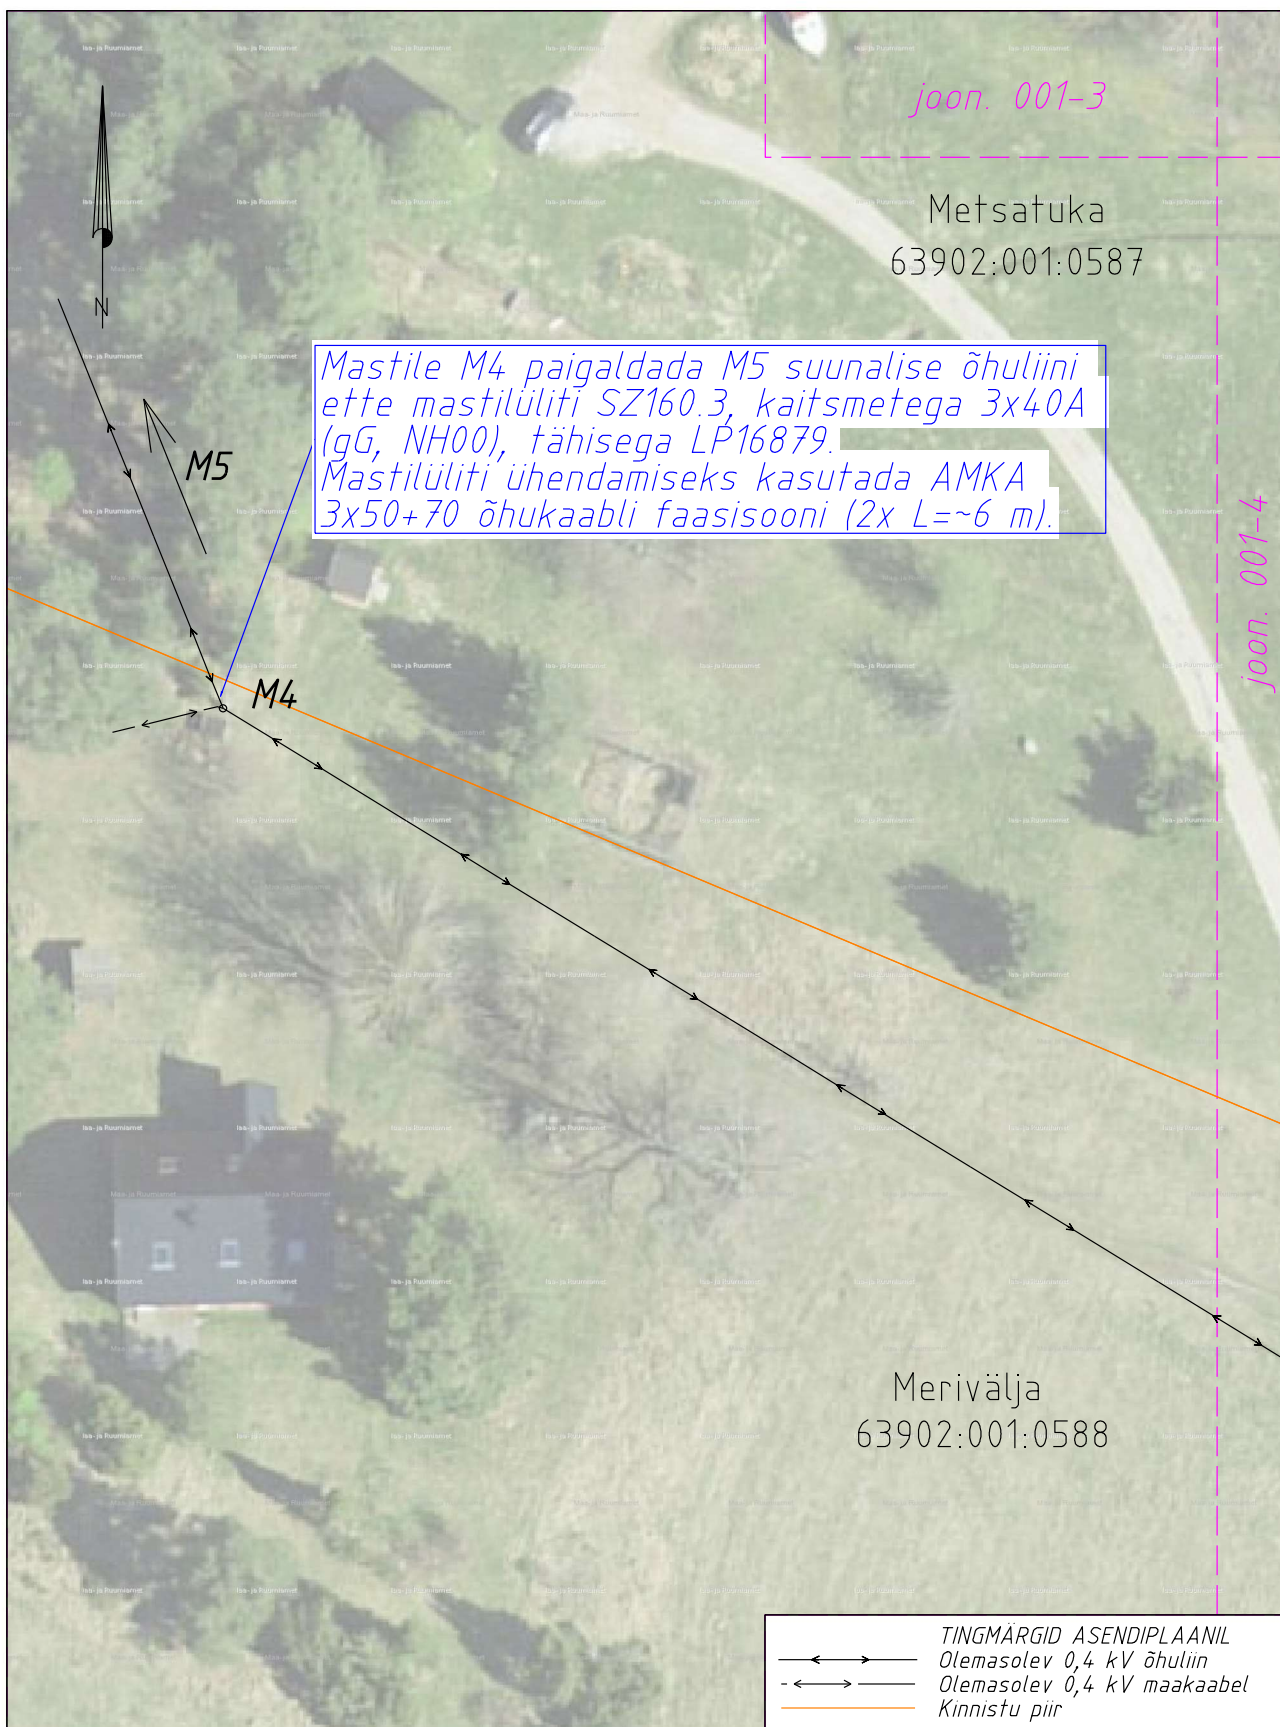 joon. 001-3
Metsatuka
63902:001:0587
N
Mastile M4 paigaldada M5 suunalise õhuliini
ette mastilüliti SZ160.3, kaitsmetega 3x40A
(gG, NH00), tähisega LP16879.
Mastilüliti ühendamiseks kasutada AMKA
3x50+70 õhukaabli faasisooni (2x L=~6 m).
M5
joon. 001-4
M4
Merivälja
63902:001:0588
TINGMÄRGID ASENDIPLAANIL
Olemasolev 0,4 kV õhuliin
Olemasolev 0,4 kV maakaabel
Kinnistu piir